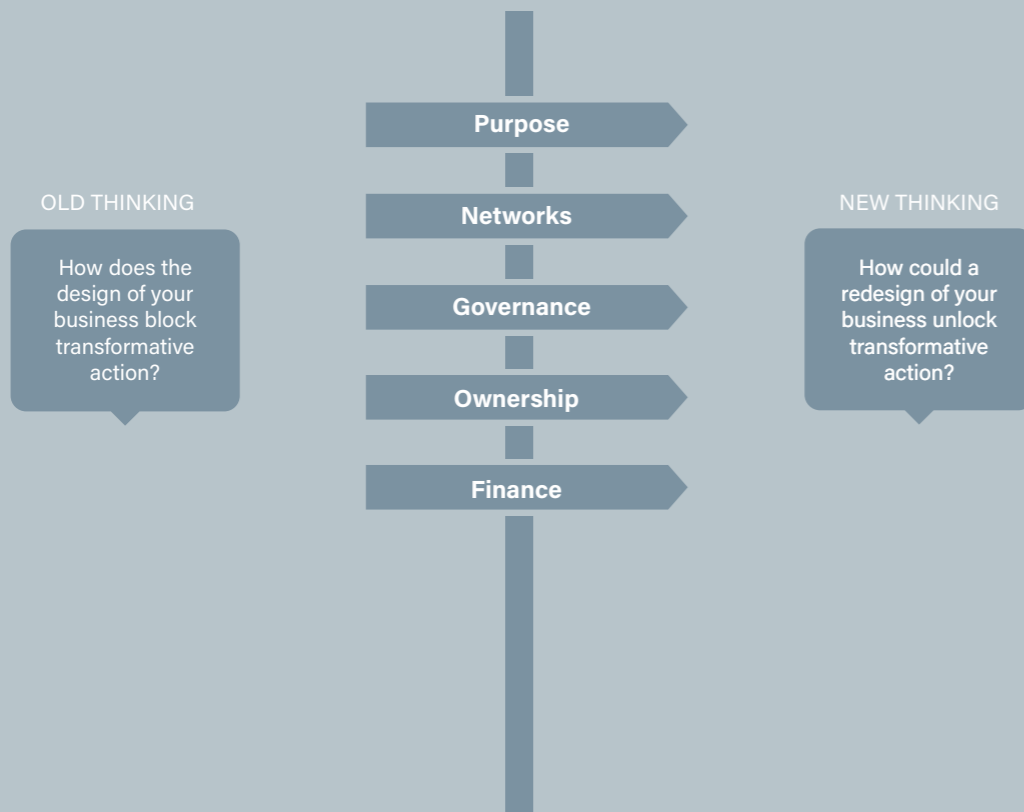 OLD THINKING
How does the
design of your
business block
transformative
action?
Purpose
Networks
Governance
Ownership
Finance
NEW THINKING
How could a
redesign of your
business unlock
transformative
action?